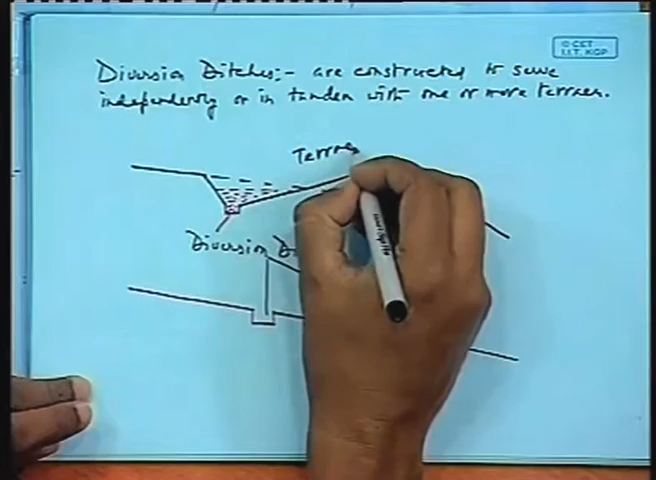 Diversion Ditches:- are constructed to serve
independently or in tandem with one or more terraces.
© CET
I.I.T. KGP
Terrace
Diversion Di